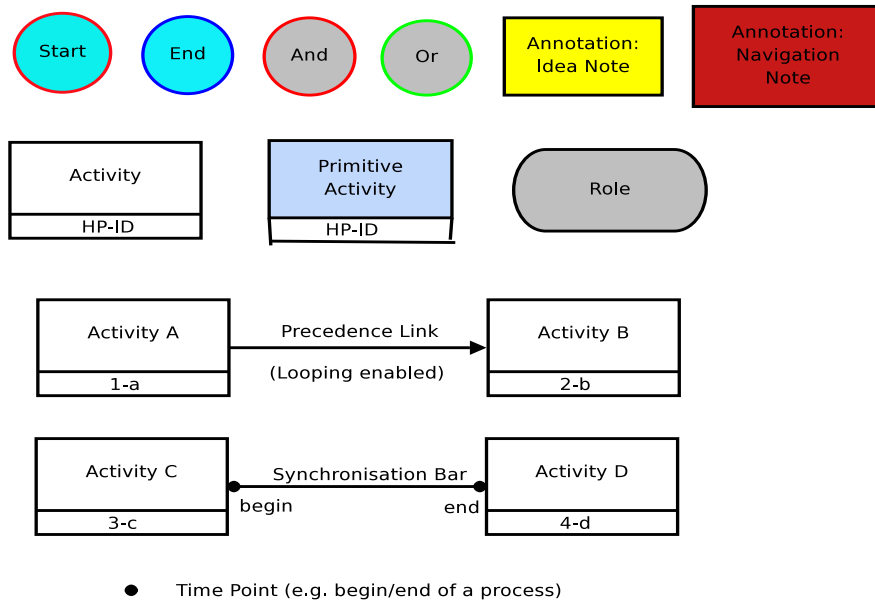 Start
End
And
Or
Annotation:
Idea Note
Annotation:
Navigation
Note
Activity
HP-ID
Primitive
Activity
HP-ID
Role
Activity A
1-a
Precedence Link
(Looping enabled)
Activity B
2-b
Activity C
3-c
Synchronisation Bar
begin
end
Activity D
4-d
Time Point (e.g. begin/end of a process)